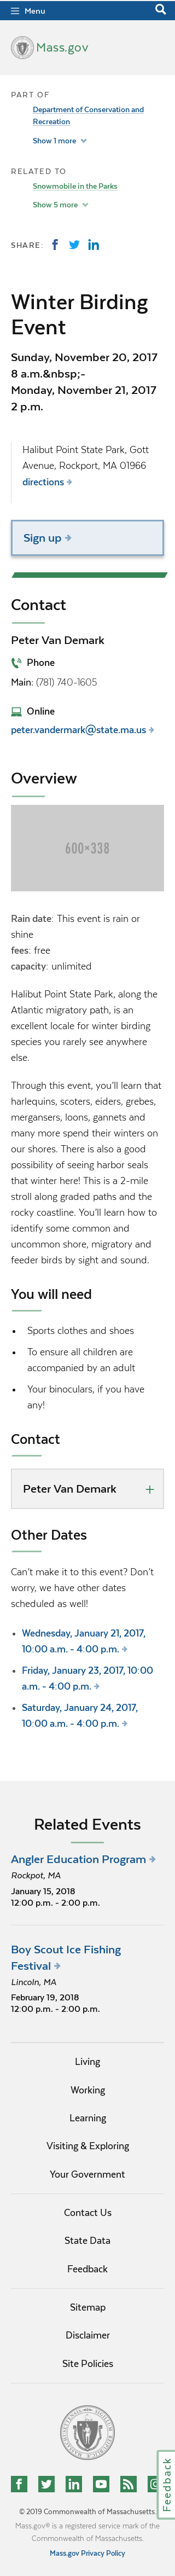 Menu
Mass.gov
PART OF
Department of Conservation and
Recreation
Show 1 more
RELATED TO
Snowmobile in the Parks
Show 5 more
SHARE:
Winter Birding
Event
Sunday, November 20, 2017
8 a.m.&nbsp;-
Monday, November 21, 2017
2 p.m.
Halibut Point State Park, Gott
Avenue, Rockport, MA 01966
directions
Sign up
Contact
Peter Van Demark
Phone
Main: (781) 740-1605
Online
peter.vandermark@state.ma.us
Overview
600×338
Rain date: This event is rain or
shine
fees: free
capacity: unlimited
Halibut Point State Park, along the
Atlantic migratory path, is an
excellent locale for winter birding
species you rarely see anywhere
else.
Through this event, you'll learn that
harlequins, scoters, eiders, grebes,
mergansers, loons, gannets and
many more spend their winters on
our shores. There is also a good
possibility of seeing harbor seals
that winter here! This is a 2-mile
stroll along graded paths and the
rocky coastline. You'll learn how to
identify some common and
uncommon shore, migratory and
feeder birds by sight and sound.
You will need
• Sports clothes and shoes
• To ensure all children are
accompanied by an adult
• Your binoculars, if you have
any!
Contact
Peter Van Demark
Other Dates
Can't make it to this event? Don't
worry, we have other dates
scheduled as well!
• Wednesday, January 21, 2017,
10:00 a.m. - 4:00 p.m.
• Friday, January 23, 2017, 10:00
a.m. - 4:00 p.m.
• Saturday, January 24, 2017,
10:00 a.m. - 4:00 p.m.
Related Events
Angler Education Program
Rockpot, MA
January 15, 2018
12:00 p.m. - 2:00 p.m.
Boy Scout Ice Fishing
Festival
Lincoln, MA
February 19, 2018
12:00 p.m. - 2:00 p.m.
Living
Working
Learning
Visiting & Exploring
Your Government
Contact Us
State Data
Feedback
Sitemap
Disclaimer
Site Policies
Feedback
© 2019 Commonwealth of Massachusetts.
Mass.gov® is a registered service mark of the
Commonwealth of Massachusetts.
Mass.gov Privacy Policy